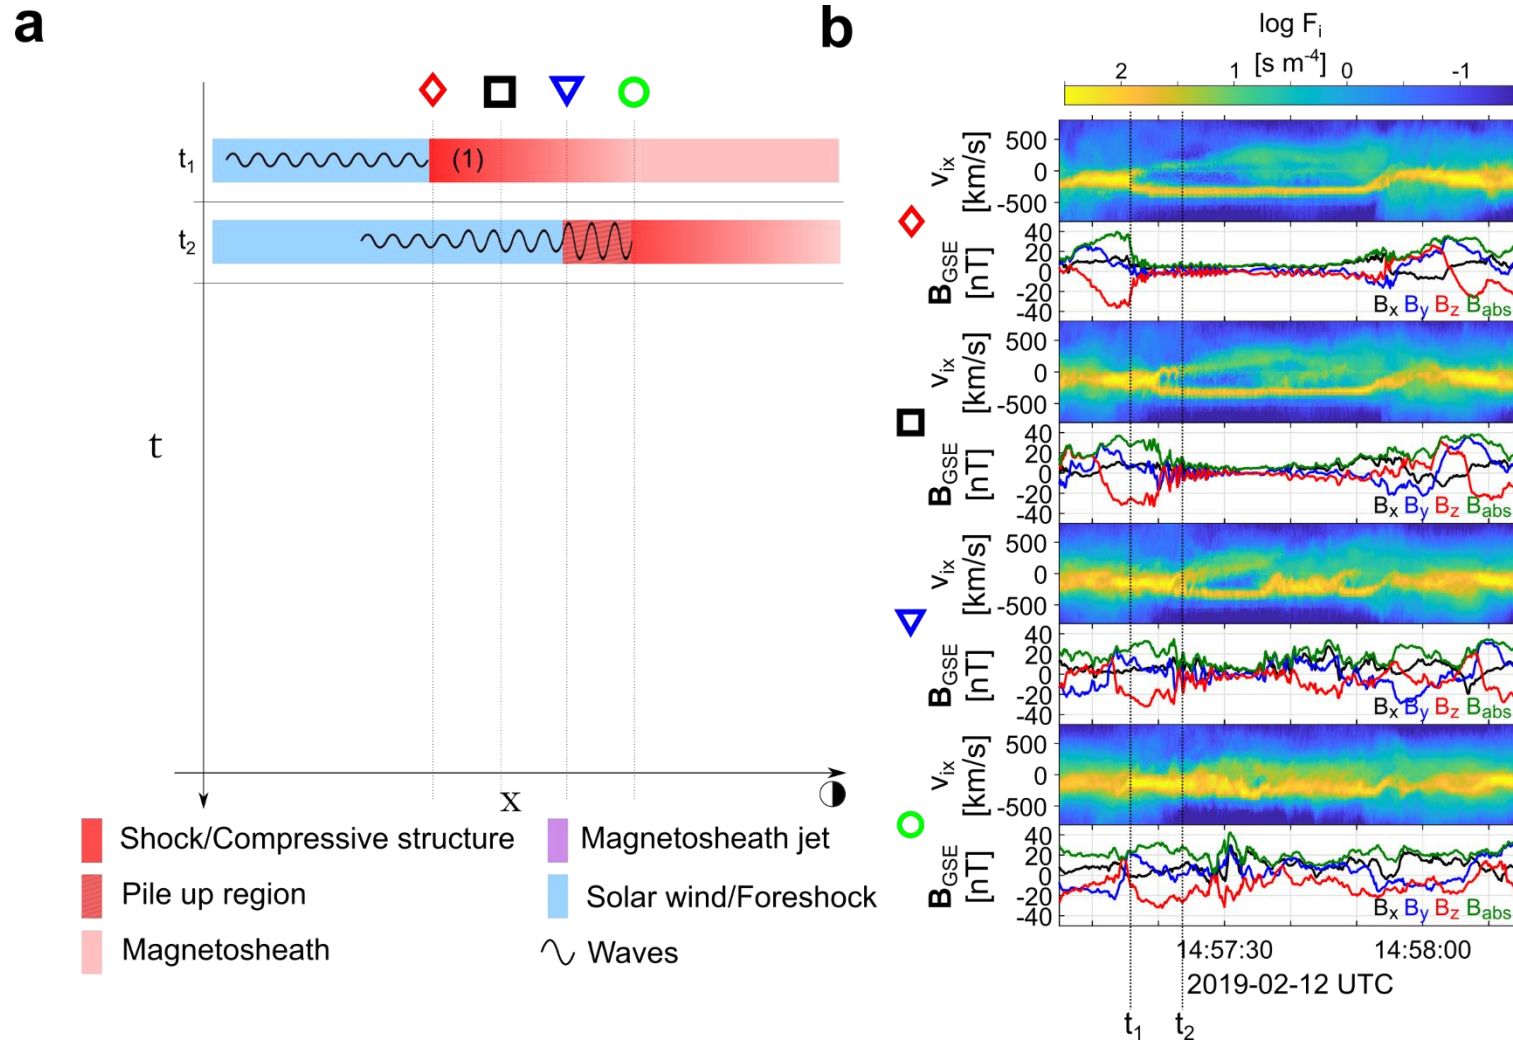 a
t1
(1)
t2
t
x
Shock/Compressive structure
Magnetosheath jet
Pile up region
Solar wind/Foreshock
Magnetosheath
Waves
b
log Fi
[s m-4]
2 1 0 -1
vix
[km/s]
500
0
-500
BGSE
[nT]
40
20
0
-20
-40
Bx By Bz Babs
vix
[km/s]
500
0
-500
BGSE
[nT]
40
20
0
-20
-40
Bx By Bz Babs
vix
[km/s]
500
0
-500
BGSE
[nT]
40
20
0
-20
-40
Bx By Bz Babs
vix
[km/s]
500
0
-500
BGSE
[nT]
40
20
0
-20
-40
Bx By Bz Babs
14:57:30 14:58:00
2019-02-12 UTC
t1 t2